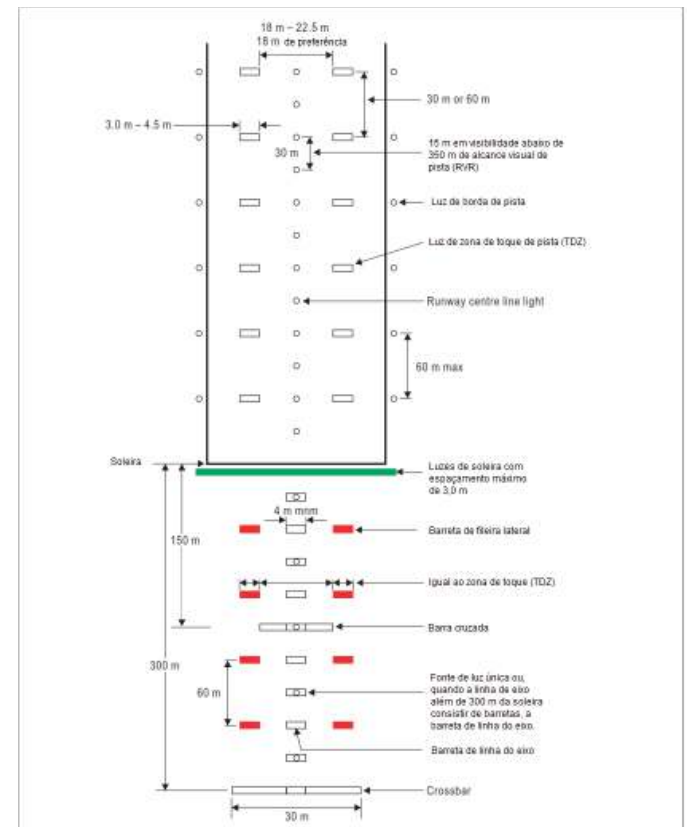 18 m – 22.5 m
18 m de preferência
30 m or 60 m
3.0 m – 4.5 m
30 m
15 m em visibilidade abaixo de
350 m de alcance visual de
pista (RVR)
Luz de borda de pista
Luz de zona de toque de pista (TDZ)
Runway centre line light
60 m max
Soleira
Luzes de soleira com
espaçamento máximo
de 3,0 m
4 m mnm
Barreta de fileira lateral
150 m
Igual ao zona de toque (TDZ)
Barra cruzada
300 m
60 m
Fonte de luz única ou,
quando a linha de eixo
além de 300 m da soleira
consistir de barretas, a
barreta de linha do eixo.
Barreta de linha do eixo
Crossbar
30 m